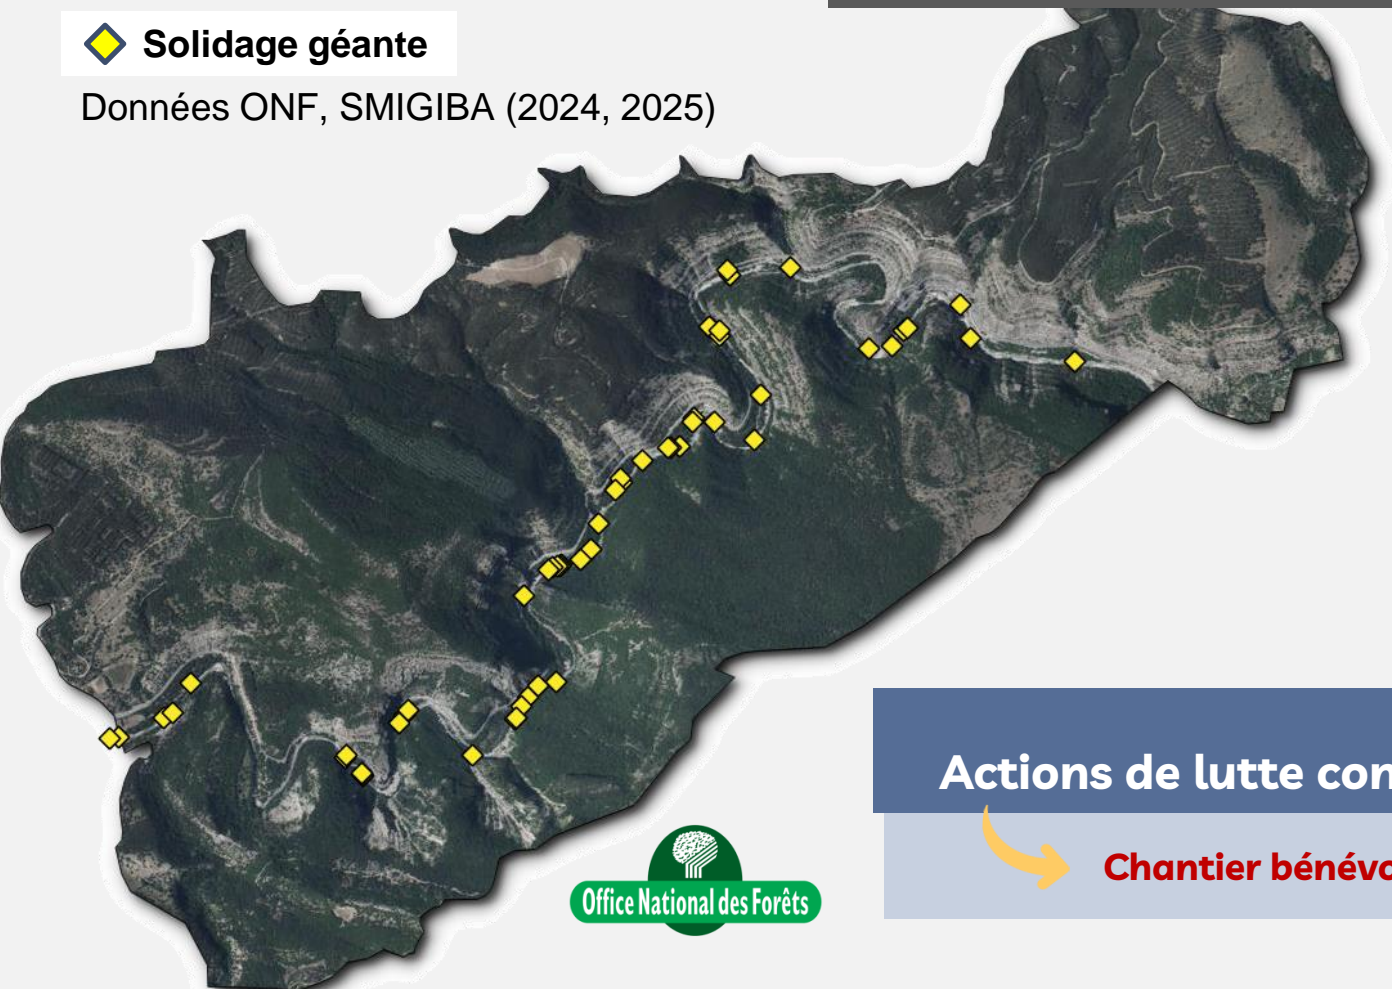 Solidage géante
Données ONF, SMIGIBA (2024, 2025)
Actions de lutte con
Chantier bénévo
Office National des Forêts